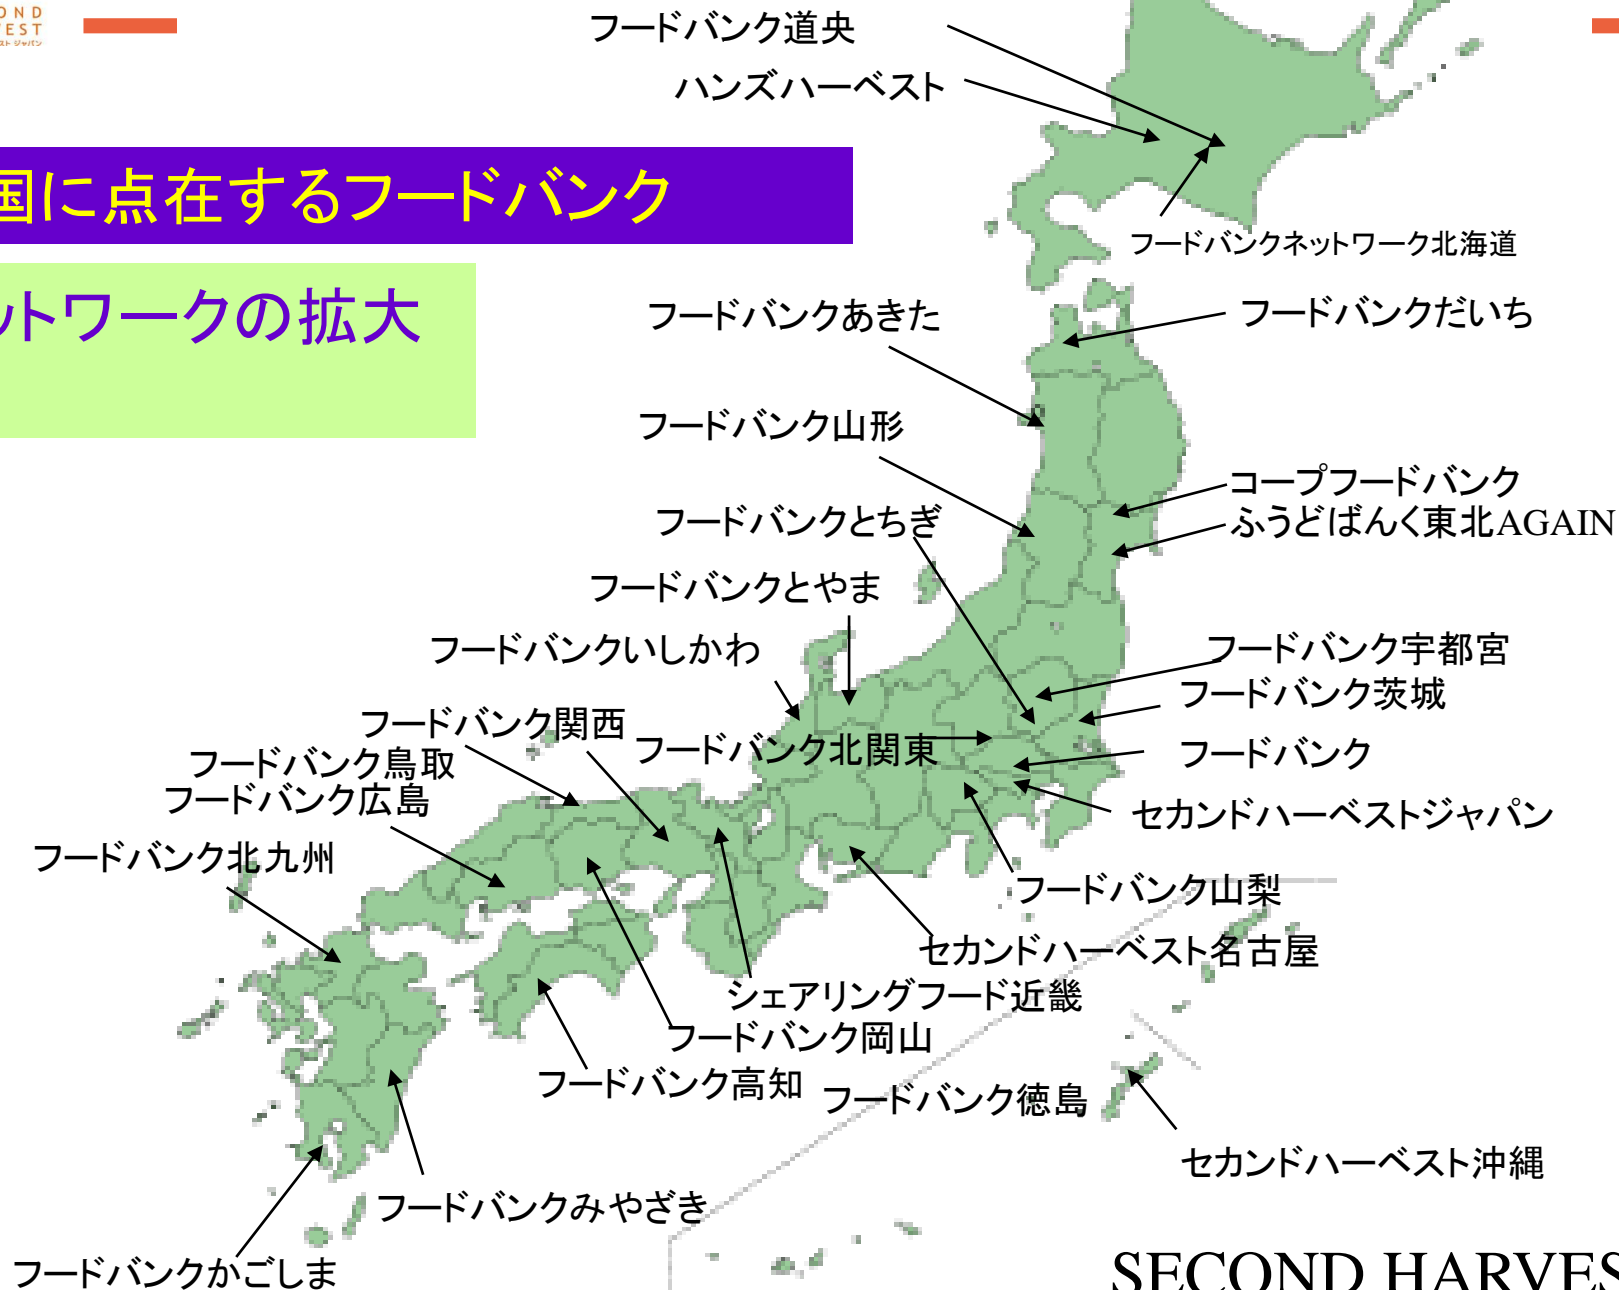 OND
VEST
スト ジャパン
フードバンク道央
ハンズハーベスト
国に点在するフードバンク
フードバンクネットワーク北海道
ットワークの拡大
フードバンクあきた
フードバンクだいち
フードバンク山形
コープフードバンク
フードバンクとちぎ
ふうどばんく東北AGAIN
フードバンクとやま
フードバンクいしかわ
フードバンク宇都宮
フードバンク茨城
フードバンク関西
フードバンク北関東
フードバンク
フードバンク鳥取
フードバンク広島
セカンドハーベストジャパン
フードバンク北九州
フードバンク山梨
セカンドハーベスト名古屋
シェアリングフード近畿
フードバンク岡山
フードバンク高知
フードバンク徳島
セカンドハーベスト沖縄
フードバンクみやざき
フードバンクかごしま
SECOND HARVES